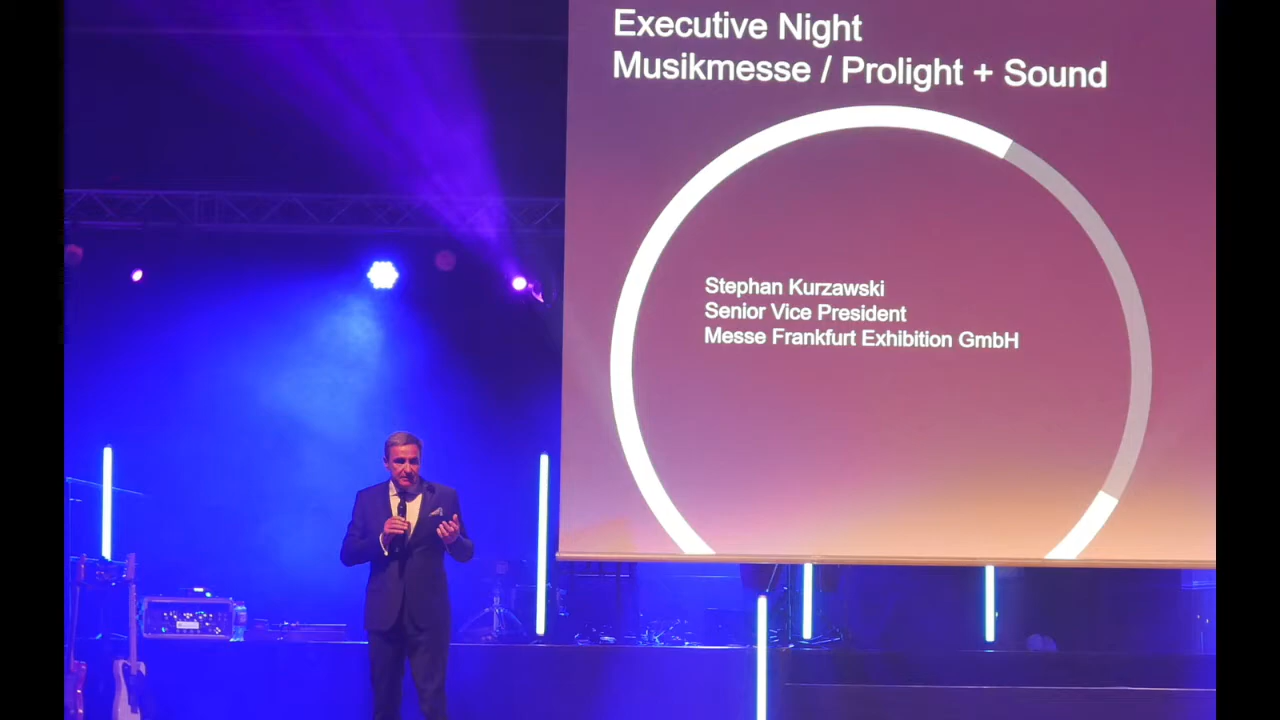 Executive Night
Musikmesse / Prolight + Sound
Stephan Kurzawski
Senior Vice President
Messe Frankfurt Exhibition GmbH